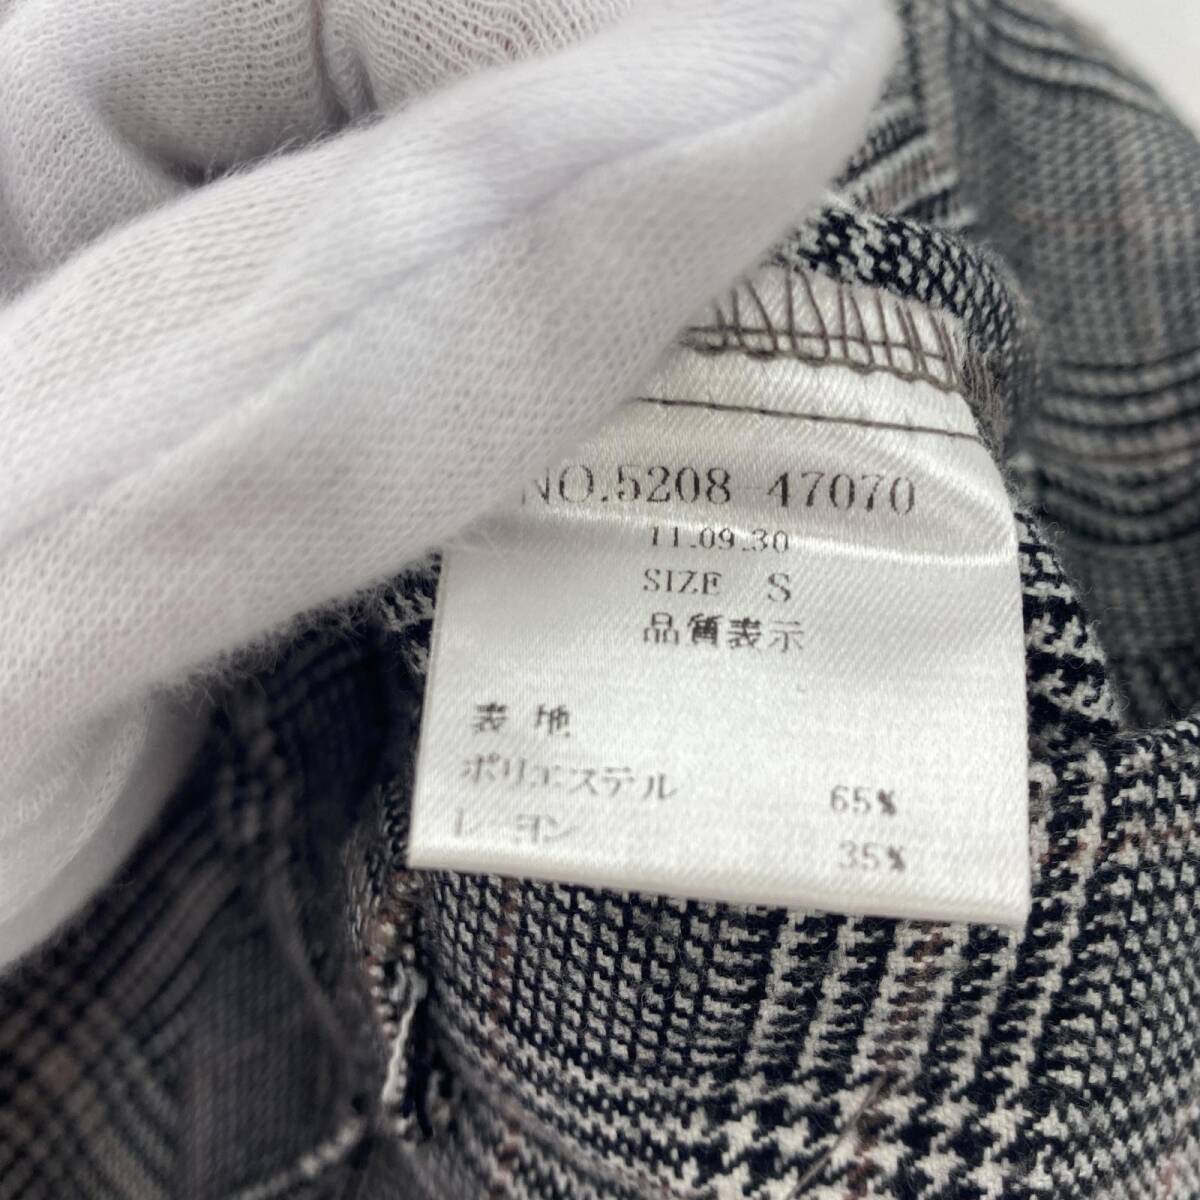 NO.5208-47070
11.09.30
SIZE S
品質表示
表地
ポリエステル 65%
レーヨン 35%